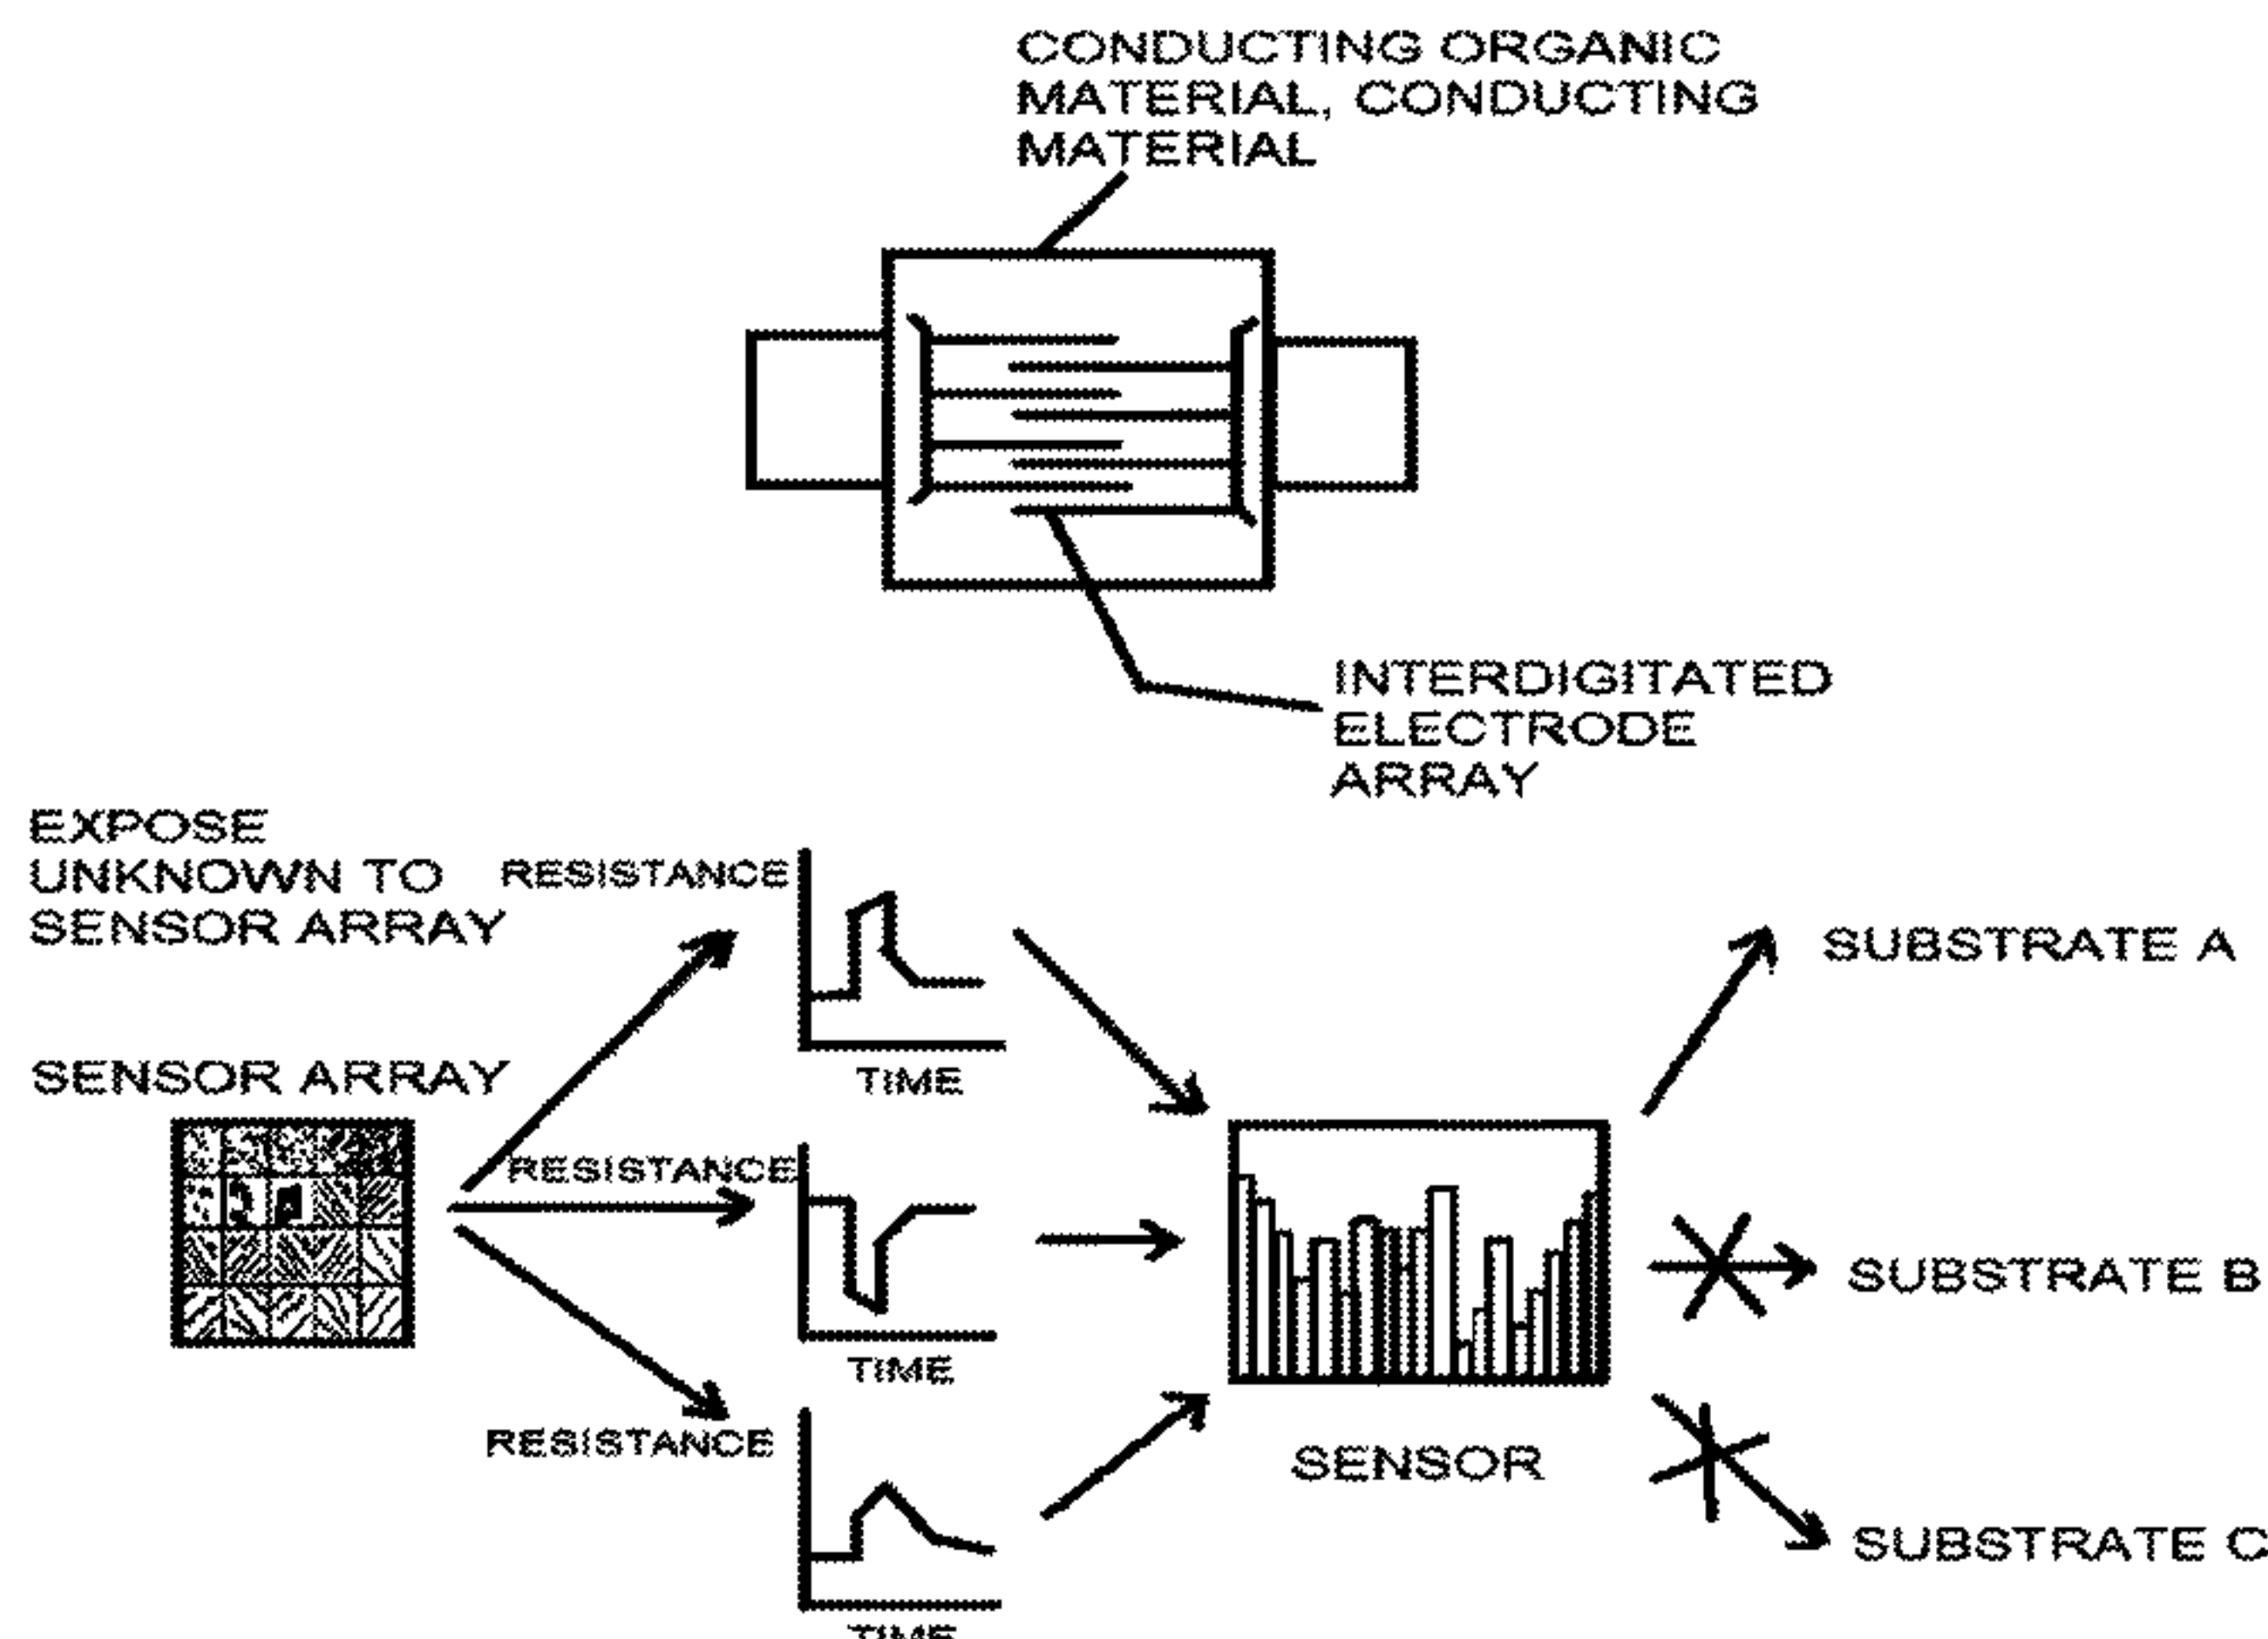 CONDUCTING ORGANIC
MATERIAL, CONDUCTING
MATERIAL
INTERDIGITATED
ELECTRODE
ARRAY
EXPOSE
UNKNOWN TO
SENSOR ARRAY
RESISTANCE
TIME
SENSOR ARRAY
RESISTANCE
TIME
RESISTANCE
TIME
SENSOR
SUBSTRATE A
SUBSTRATE B
SUBSTRATE C